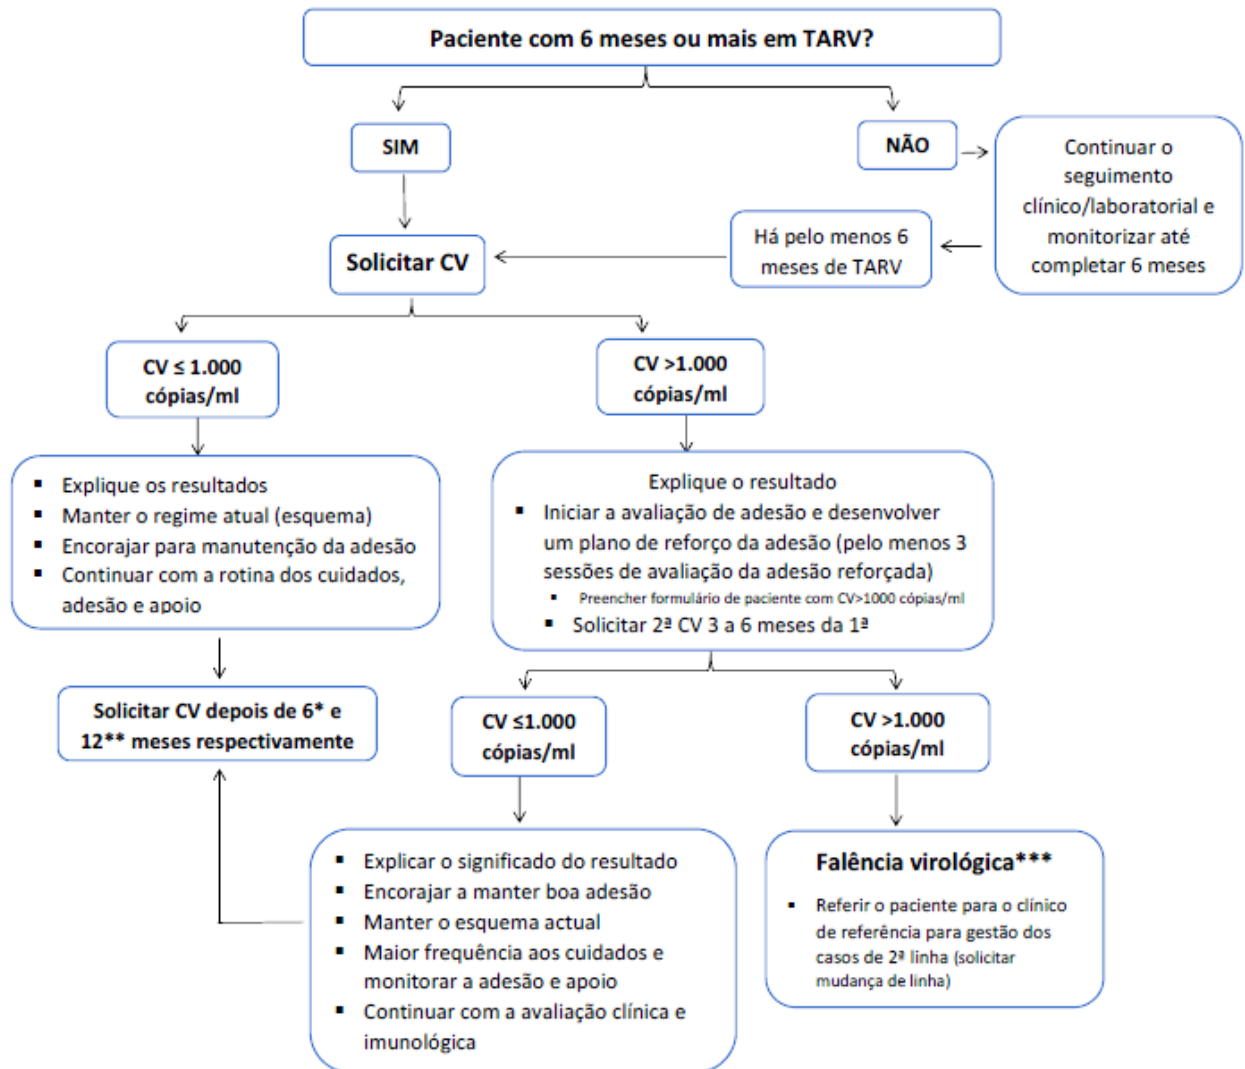 Paciente com 6 meses ou mais em TARV?
SIM
NÃO
Continuar o
seguimento
clínico/laboratorial e
monitorizar até
completar 6 meses
Há pelo menos 6
meses de TARV
Solicitar CV
CV ≤ 1.000
cópias/ml
CV >1.000
cópias/ml
▪ Explique os resultados
▪ Manter o regime atual (esquema)
▪ Encorajar para manutenção da adesão
▪ Continuar com a rotina dos cuidados,
adesão e apoio
Explique o resultado
▪ Iniciar a avaliação de adesão e desenvolver
um plano de reforço da adesão (pelo menos 3
sessões de avaliação da adesão reforçada)
▪ Preencher formulário de paciente com CV>1000 cópias/ml
▪ Solicitar 2ª CV 3 a 6 meses da 1ª
Solicitar CV depois de 6* e
12** meses respectivamente
CV ≤1.000
cópias/ml
CV >1.000
cópias/ml
▪ Explicar o significado do resultado
▪ Encorajar a manter boa adesão
▪ Manter o esquema actual
▪ Maior frequência aos cuidados e
monitorar a adesão e apoio
▪ Continuar com a avaliação clínica e
imunológica
Falência virológica***
▪ Referir o paciente para o clínico
de referência para gestão dos
casos de 2ª linha (solicitar
mudança de linha)